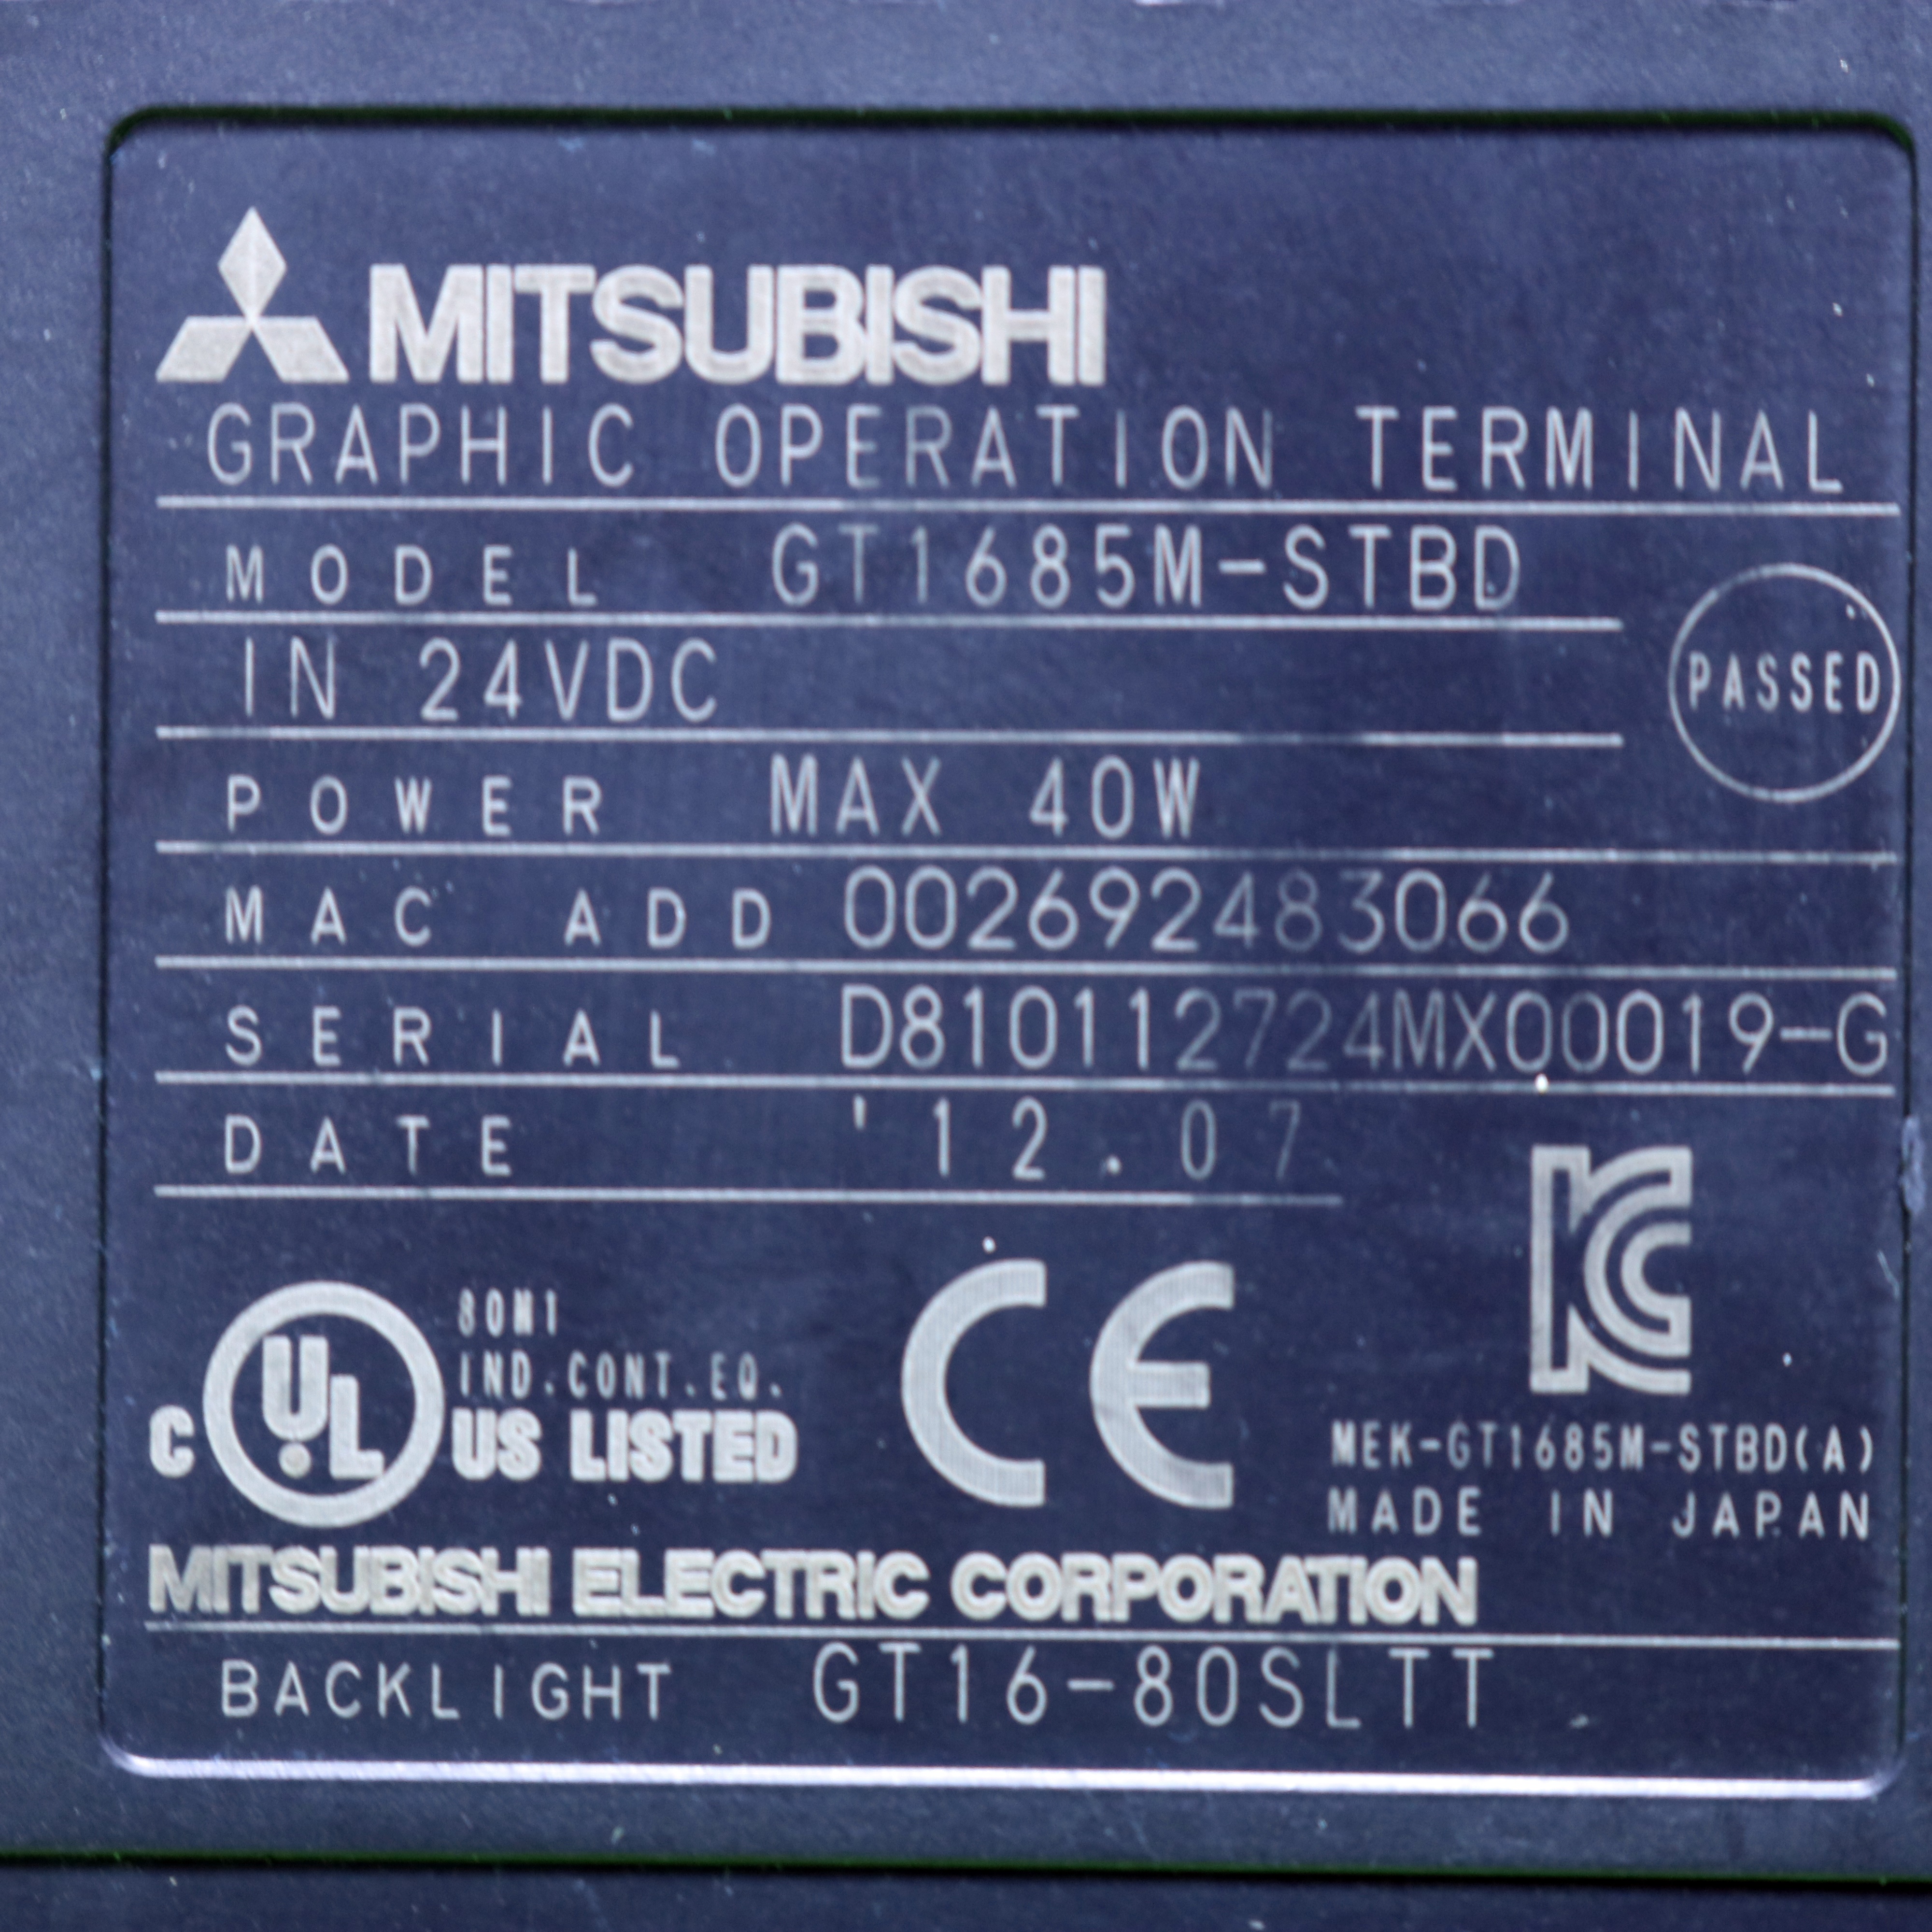 MITSUBISHI
GRAPHIC OPERATION TERMINAL
MODEL GT1685M-STBD
IN 24VDC
PASSED
POWER MAX 40W
MAC ADD 002692483066
SERIAL D810112724MX00019-G
DATE '12.07
KC
80M1
IND.CONT.EQ.
C UL US LISTED
CE
MEK-GT1685M-STBD(A)
MADE IN JAPAN
MITSUBISHI ELECTRIC CORPORATION
BACKLIGHT GT16-80SLTT